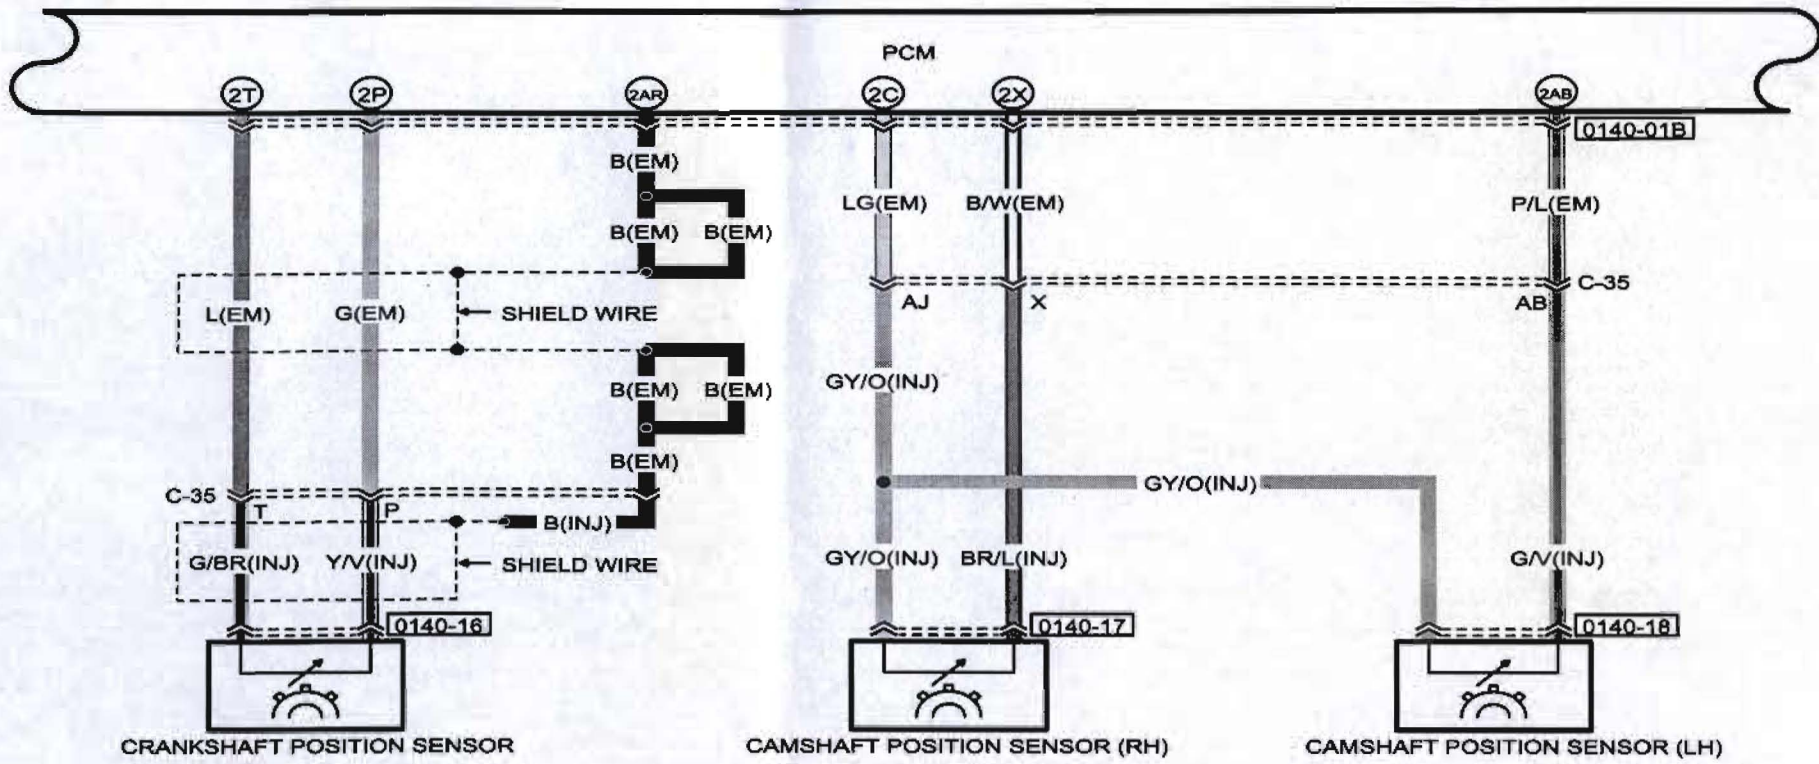 PCM
2T 2P 2AR 2C 2X 2AB
0140-01B
B(EM)
LG(EM) B/W(EM) P/L(EM)
B(EM) B(EM)
C-35
AJ X AB
L(EM) G(EM) SHIELD WIRE
B(EM) B(EM)
GY/O(INJ)
B(EM)
GY/O(INJ)
C-35
T P
B(INJ)
G/BR(INJ) Y/V(INJ) SHIELD WIRE
GY/O(INJ) BR/L(INJ) G/V(INJ)
0140-16 0140-17 0140-18
CRANKSHAFT POSITION SENSOR
CAMSHAFT POSITION SENSOR (RH)
CAMSHAFT POSITION SENSOR (LH)